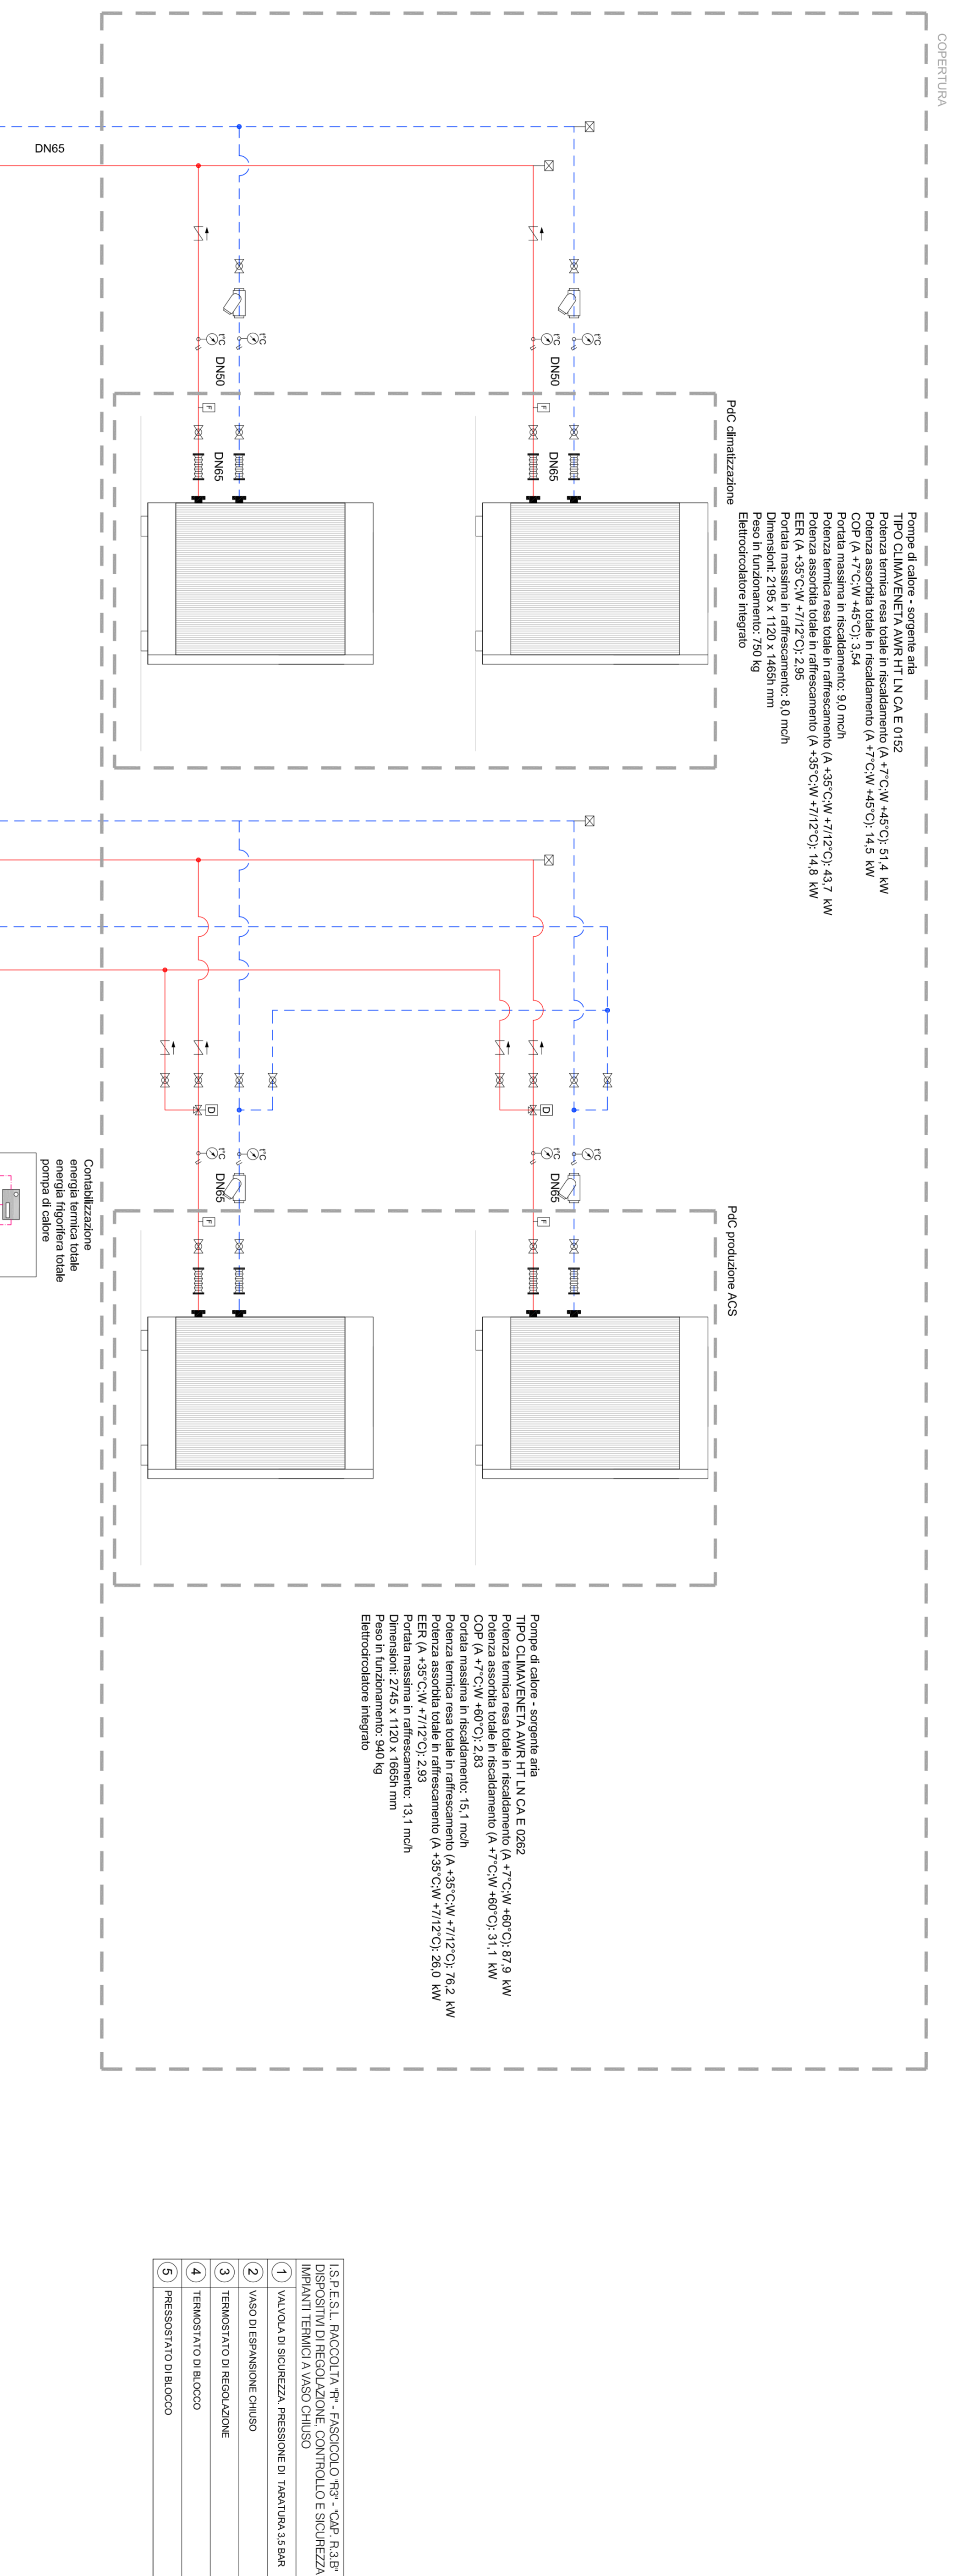 COPERTURA
Pompe di calore - sorgente aria
TIPO CLIMAVENETA AWR HT LN CA E 0152
Potenza termica resa totale in riscaldamento (A +7°C;W +45°C): 51,4 kW
Potenza assorbita totale in riscaldamento (A +7°C;W +45°C): 14,5 kW
COP (A +7°C;W +45°C): 3,54
Portata massima in riscaldamento: 9,0 mc/h
Potenza termica resa totale in raffrescamento (A +35°C;W +7/12°C): 43,7 kW
Potenza assorbita totale in raffrescamento (A +35°C;W +7/12°C): 14,8 kW
EER (A +35°C;W +7/12°C): 2,95
Portata massima in raffrescamento: 8,0 mc/h
Dimensioni: 2195 x 1120 x 1465h mm
Peso in funzionamento: 750 kg
Elettrocircolatore integrato
PdC climatizzazione
t°C
t°C
DN50
F
DN65
t°C
t°C
DN50
F
DN65
DN65
PdC produzione ACS
D
t°C
t°C
DN65
F
D
t°C
t°C
DN65
F
Pompe di calore - sorgente aria
TIPO CLIMAVENETA AWR HT LN CA E 0262
Potenza termica resa totale in riscaldamento (A +7°C;W +60°C): 87,9 kW
Potenza assorbita totale in riscaldamento (A +7°C;W +60°C): 31,1 kW
COP (A +7°C;W +60°C): 2,83
Portata massima in riscaldamento: 15,1 mc/h
Potenza termica resa totale in raffrescamento (A +35°C;W +7/12°C): 76,2 kW
Potenza assorbita totale in raffrescamento (A +35°C;W +7/12°C): 26,0 kW
EER (A +35°C;W +7/12°C): 2,93
Portata massima in raffrescamento: 13,1 mc/h
Dimensioni: 2745 x 1120 x 1665h mm
Peso in funzionamento: 940 kg
Elettrocircolatore integrato
Contabilizzazione
energia termica totale
energia frigorifera totale
pompa di calore
I.S.P.E.S.L. RACCOLTA "R" - FASCICOLO "R3" - "CAP. R.3.B"
DISPOSITIVI DI REGOLAZIONE, CONTROLLO E SICUREZZA
IMPIANTI TERMICI A VASO CHIUSO
1 VALVOLA DI SICUREZZA. PRESSIONE DI TARATURA 3,5 BAR
2 VASO DI ESPANSIONE CHIUSO
3 TERMOSTATO DI REGOLAZIONE
4 TERMOSTATO DI BLOCCO
5 PRESSOSTATO DI BLOCCO